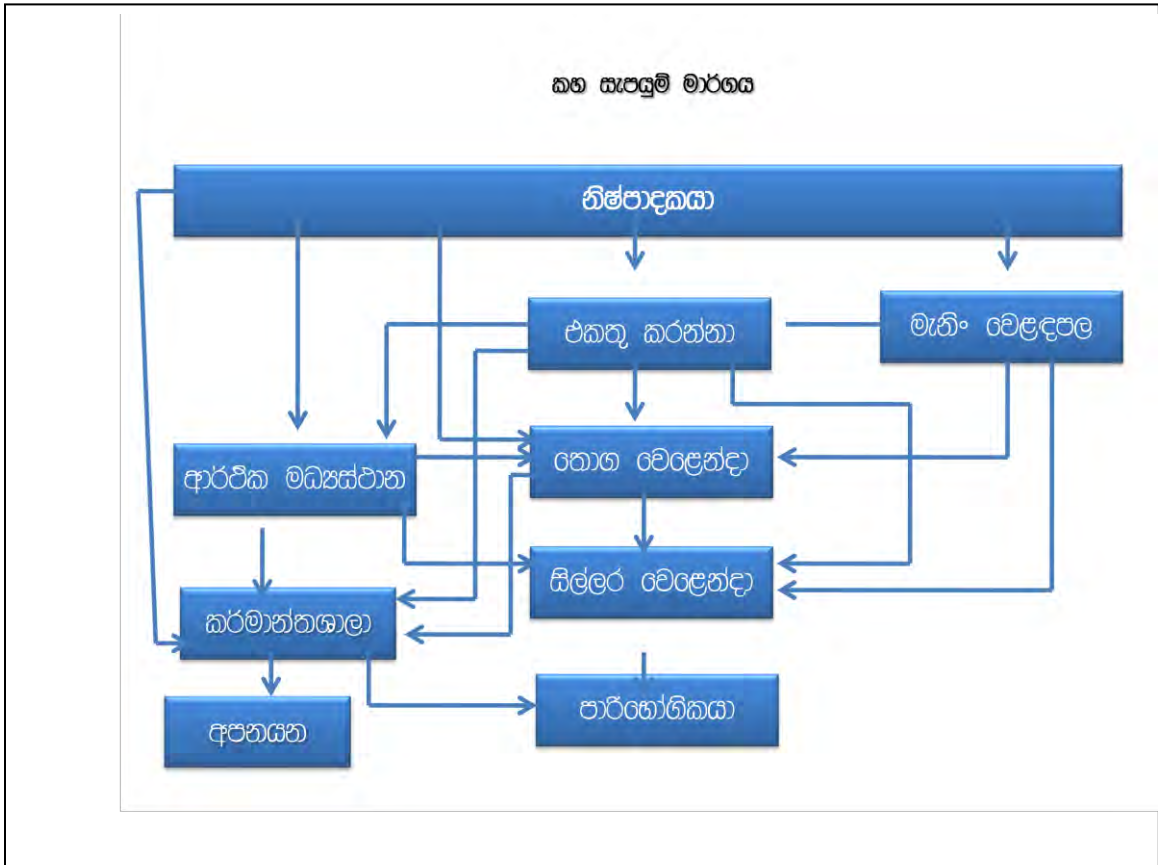 කහ සැපයුම් මාර්ගය
නිෂ්පාදකයා
එකතු කරන්නා
මැනිං වෙළඳපල
ආර්ථික මධ්‍යස්ථාන
තොග වෙළෙන්දා
සිල්ලර වෙළෙන්දා
කර්මාන්තශාලා
පාරිභෝගිකයා
අපනයන